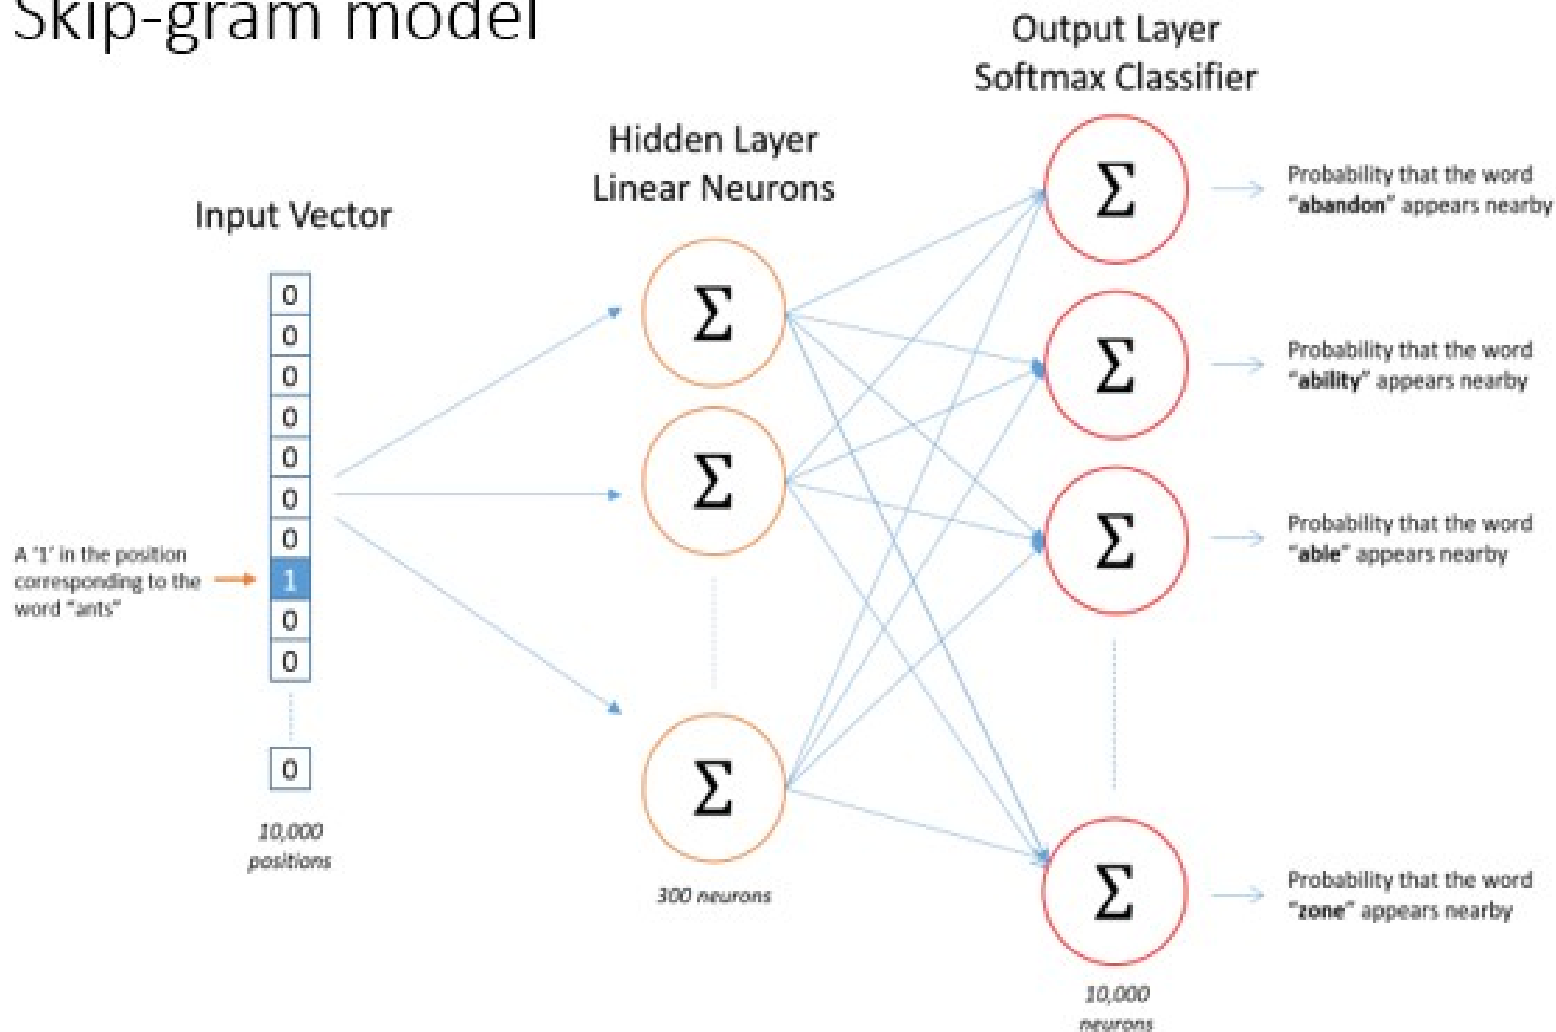 Skip-gram model
Output Layer
Softmax Classifier
Hidden Layer
Linear Neurons
Input Vector
0
0
0
0
0
0
0
1
0
0
0
A ‘1’ in the position
corresponding to the
word “ants”
10,000
positions
Σ
Σ
Σ
300 neurons
Σ
Σ
Σ
Σ
10,000
neurons
Probability that the word
“abandon” appears nearby
Probability that the word
“ability” appears nearby
Probability that the word
“able” appears nearby
Probability that the word
“zone” appears nearby